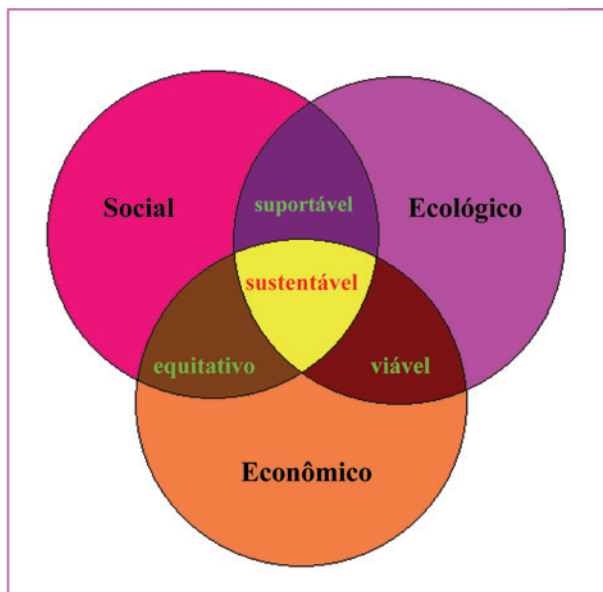 Social
suportável
Ecológico
sustentável
equitativo
viável
Econômico